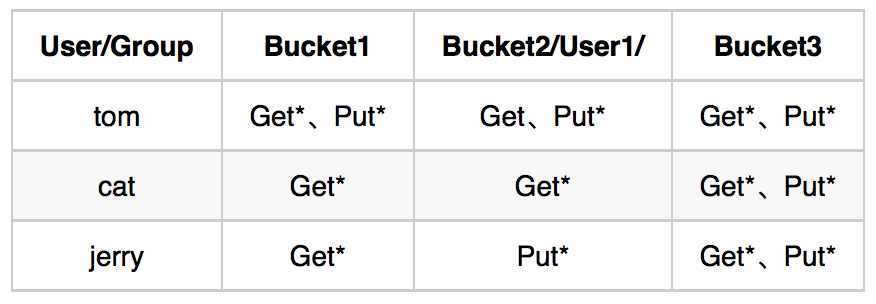 User/Group Bucket1 Bucket2/User1/ Bucket3
tom Get*、Put* Get、Put* Get*、Put*
cat Get* Get* Get*、Put*
jerry Get* Put* Get*、Put*